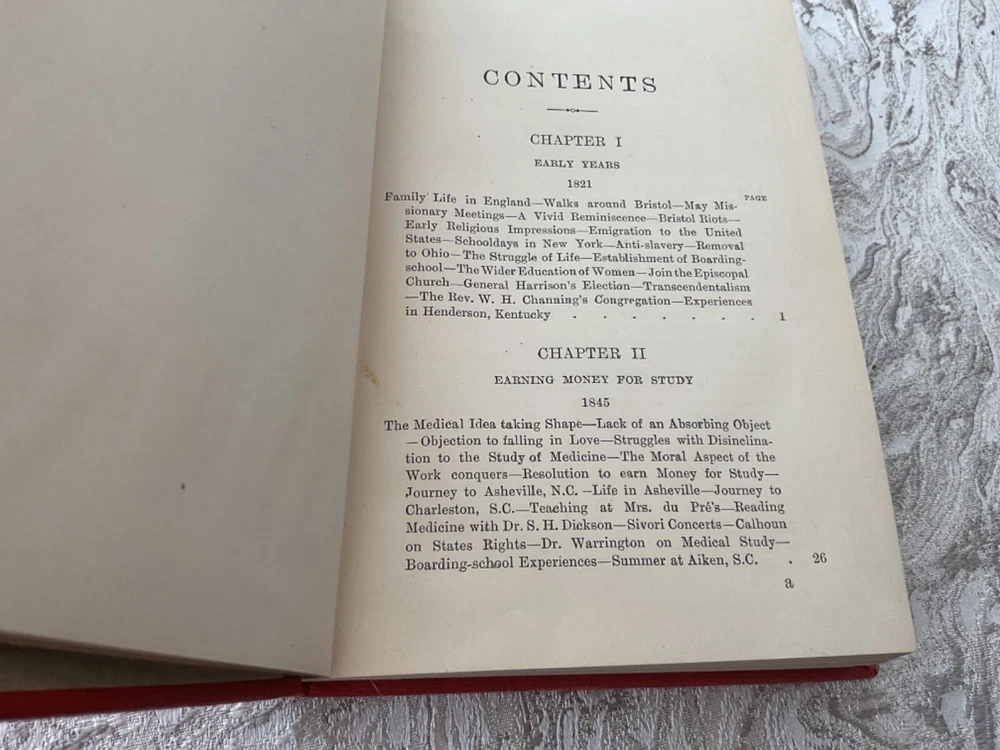 CONTENTS
CHAPTER I
EARLY YEARS
1821
PAGE
Family Life in England—Walks around Bristol—May Mis-
sionary Meetings—A Vivid Reminiscence—Bristol Riots—
Early Religious Impressions—Emigration to the United
States—Schooldays in New York—Anti-slavery—Removal
to Ohio—The Struggle of Life—Establishment of Boarding-
school—The Wider Education of Women—Join the Episcopal
Church—General Harrison's Election—Transcendentalism
—The Rev. W. H. Channing's Congregation—Experiences
in Henderson, Kentucky . . . . . . . 1
CHAPTER II
EARNING MONEY FOR STUDY
1845
The Medical Idea taking Shape—Lack of an Absorbing Object
—Objection to falling in Love—Struggles with Disinclina-
tion to the Study of Medicine—The Moral Aspect of the
Work conquers—Resolution to earn Money for Study—
Journey to Asheville, N.C.—Life in Asheville—Journey to
Charleston, S.C.—Teaching at Mrs. du Pré's—Reading
Medicine with Dr. S. H. Dickson—Sivori Concerts—Calhoun
on States Rights—Dr. Warrington on Medical Study—
Boarding-school Experiences—Summer at Aiken, S.C. . 26
a